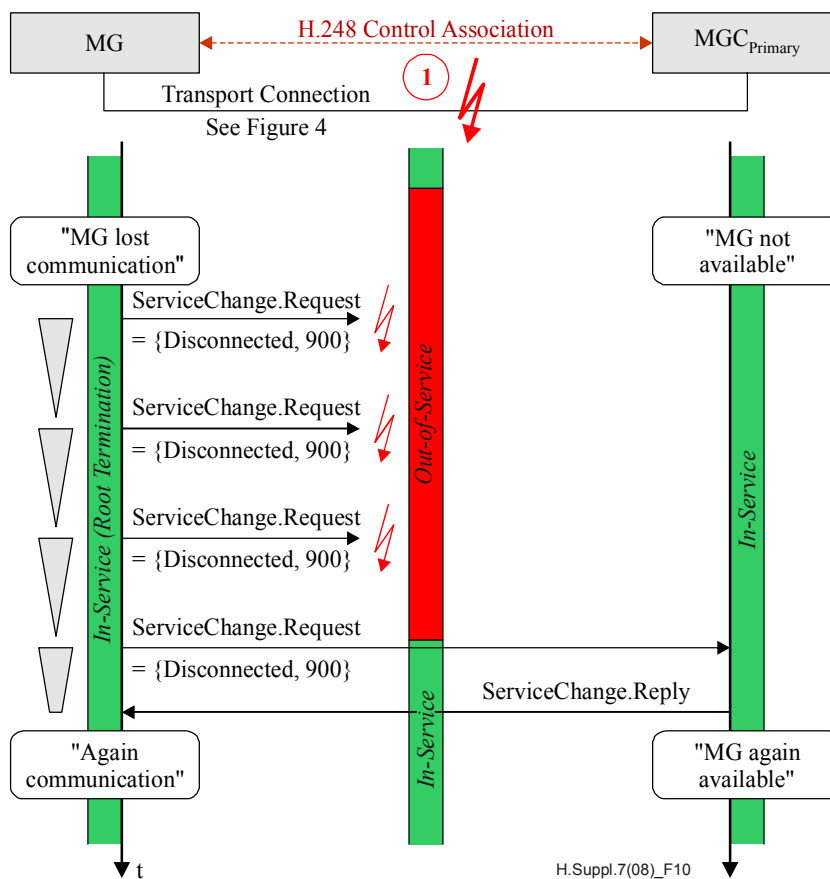 H.248 Control Association
MG
MGCPrimary
1
Transport Connection
See Figure 4
"MG lost
communication"
"MG not
available"
ServiceChange.Request
= {Disconnected, 900}
ServiceChange.Request
= {Disconnected, 900}
ServiceChange.Request
= {Disconnected, 900}
ServiceChange.Request
= {Disconnected, 900}
In-Service (Root Termination)
Out-of-Service
In-Service
In-Service
ServiceChange.Reply
"Again
communication"
"MG again
available"
t
H.Suppl.7(08)_F10